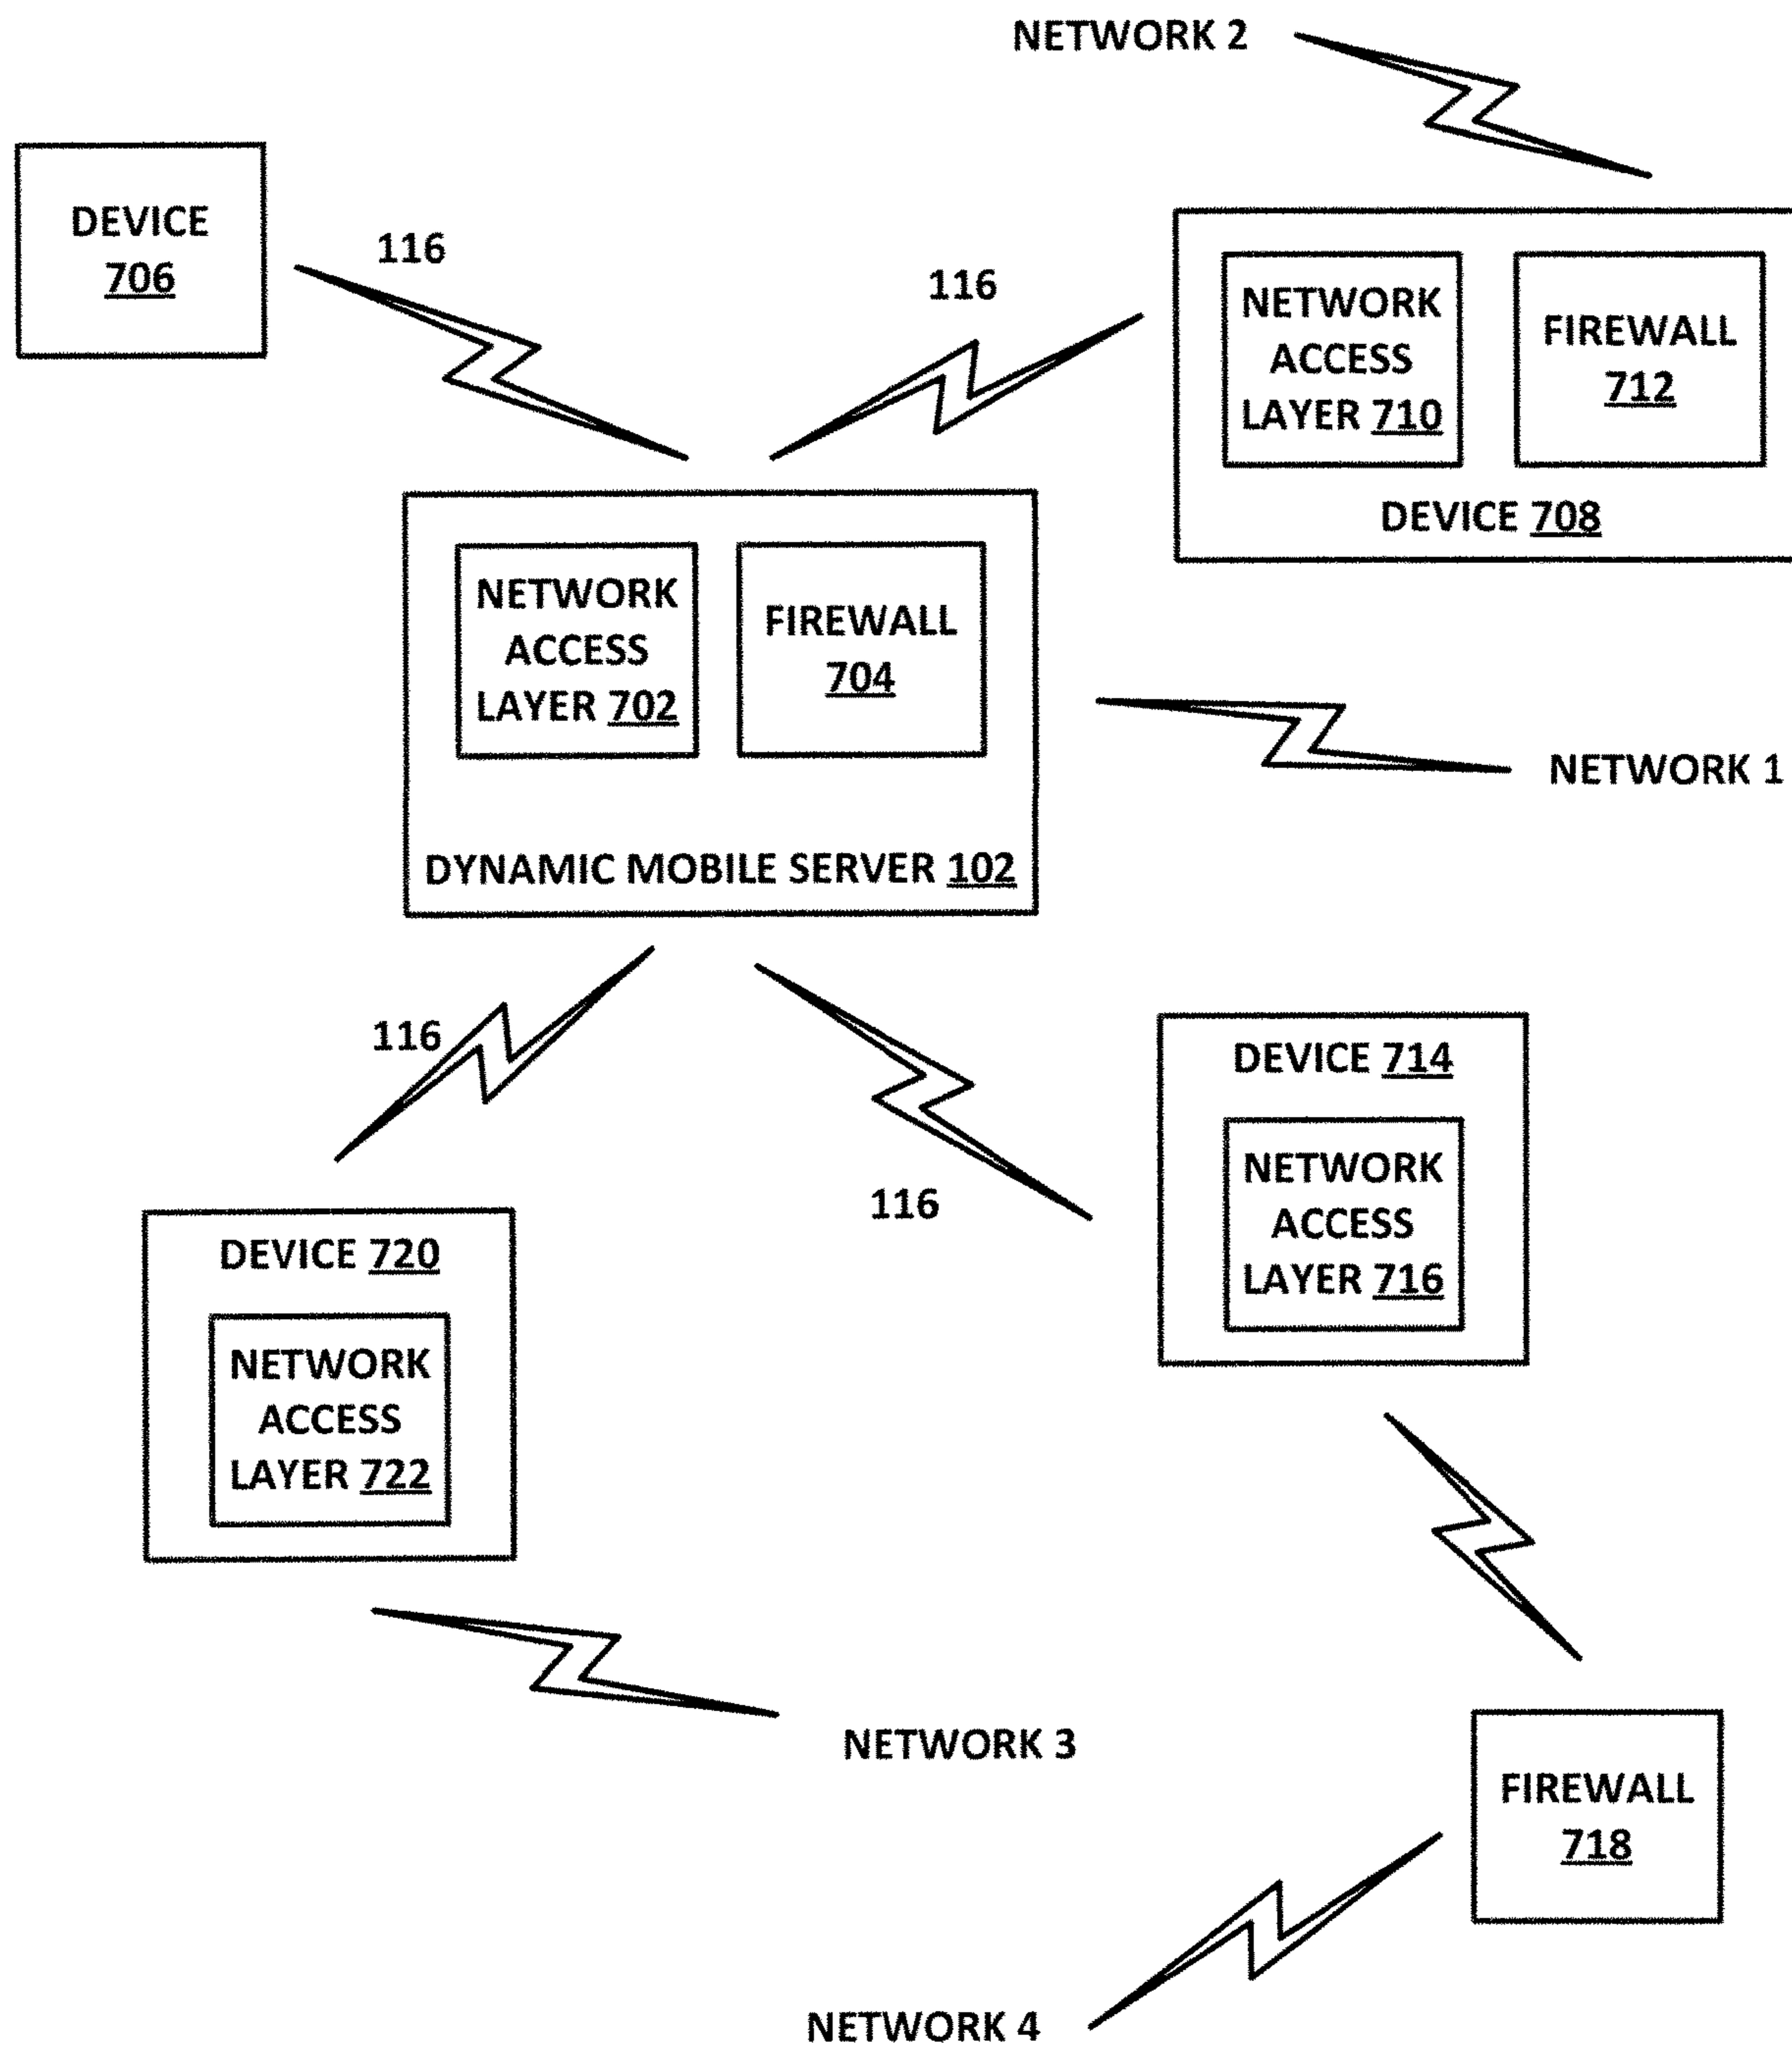 NETWORK 2
DEVICE
706
116
116
NETWORK
ACCESS
LAYER 710
FIREWALL
712
DEVICE 708
NETWORK
ACCESS
LAYER 702
FIREWALL
704
DYNAMIC MOBILE SERVER 102
NETWORK 1
116
116
DEVICE 714
NETWORK
ACCESS
LAYER 716
DEVICE 720
NETWORK
ACCESS
LAYER 722
NETWORK 3
FIREWALL
718
NETWORK 4